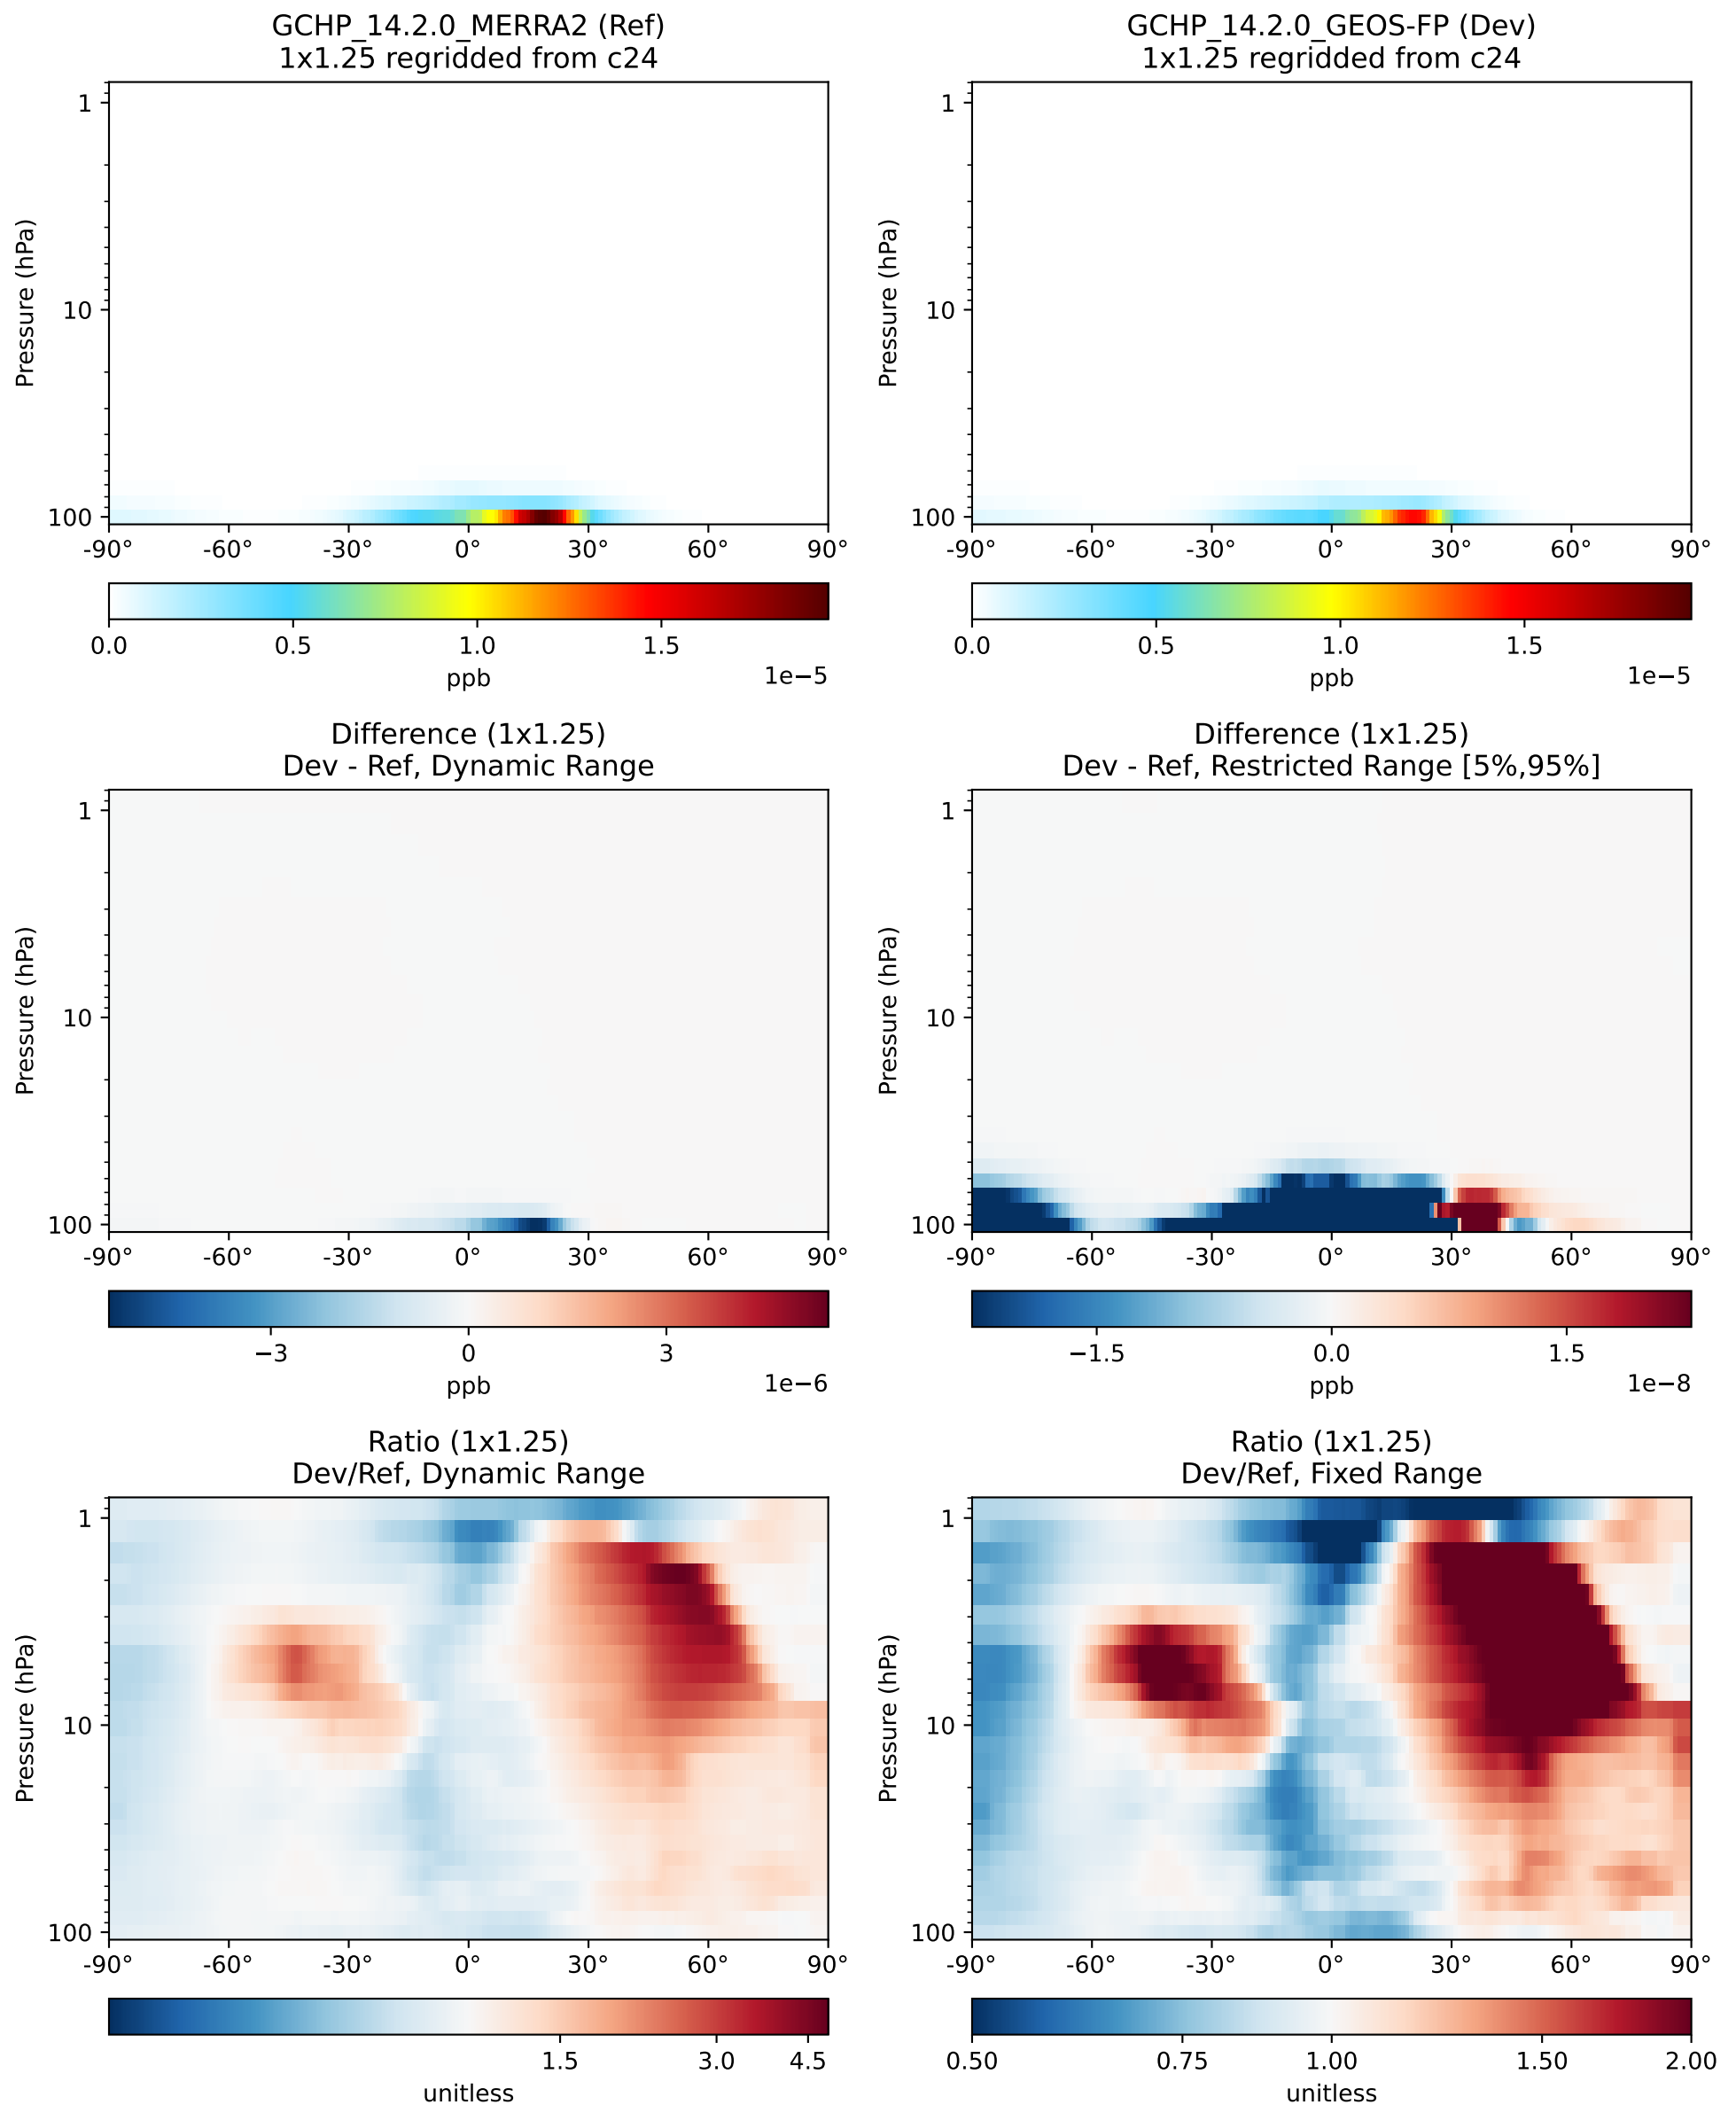 GCHP_14.2.0_MERRA2 (Ref)
1x1.25 regridded from c24
Pressure (hPa)
1
10
100
-90° -60° -30° 0° 30° 60° 90°
0.0 0.5 1.0 1.5
1e−5
ppb
GCHP_14.2.0_GEOS-FP (Dev)
1x1.25 regridded from c24
Pressure (hPa)
1
10
100
-90° -60° -30° 0° 30° 60° 90°
0.0 0.5 1.0 1.5
1e−5
ppb
Difference (1x1.25)
Dev - Ref, Dynamic Range
Pressure (hPa)
1
10
100
-90° -60° -30° 0° 30° 60° 90°
−3 0 3
1e−6
ppb
Difference (1x1.25)
Dev - Ref, Restricted Range [5%,95%]
Pressure (hPa)
1
10
100
-90° -60° -30° 0° 30° 60° 90°
−1.5 0.0 1.5
1e−8
ppb
Ratio (1x1.25)
Dev/Ref, Dynamic Range
Pressure (hPa)
1
10
100
-90° -60° -30° 0° 30° 60° 90°
1.5 3.0 4.5
unitless
Ratio (1x1.25)
Dev/Ref, Fixed Range
Pressure (hPa)
1
10
100
-90° -60° -30° 0° 30° 60° 90°
0.50 0.75 1.00 1.50 2.00
unitless